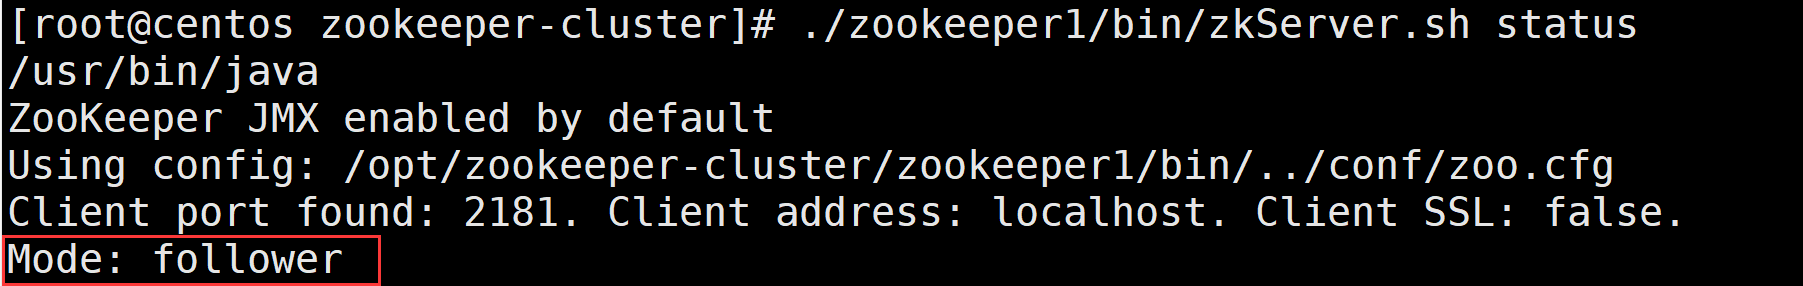 [root@centos zookeeper-cluster]# ./zookeeper1/bin/zkServer.sh status
/usr/bin/java
ZooKeeper JMX enabled by default
Using config: /opt/zookeeper-cluster/zookeeper1/bin/../conf/zoo.cfg
Client port found: 2181. Client address: localhost. Client SSL: false.
Mode: follower